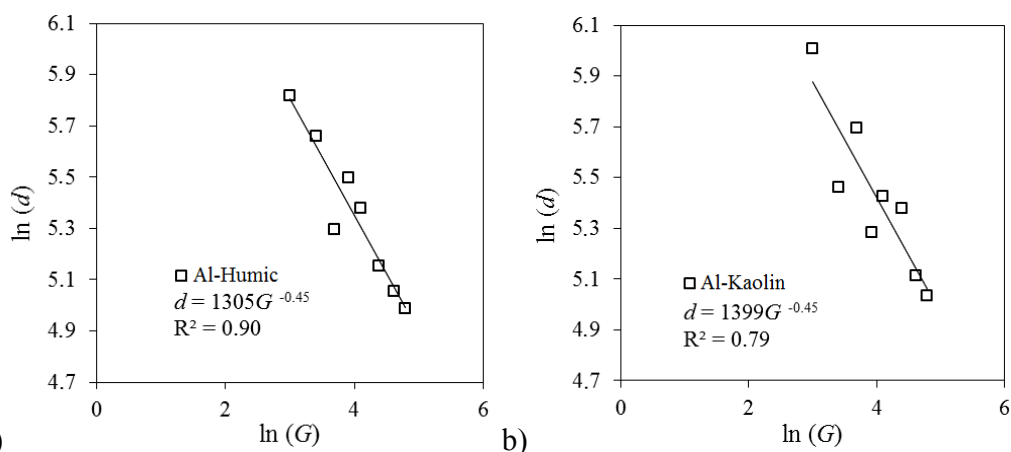 6.1
5.9
5.7
5.5
5.3
5.1
4.9
4.7
ln (d)
Al-Humic
d = 1305G -0.45
R² = 0.90
0 2 4 6
ln (G)
)
6.1
5.9
5.7
5.5
5.3
5.1
4.9
4.7
ln (d)
Al-Kaolin
d = 1399G -0.45
R² = 0.79
0 2 4 6
ln (G)
b)